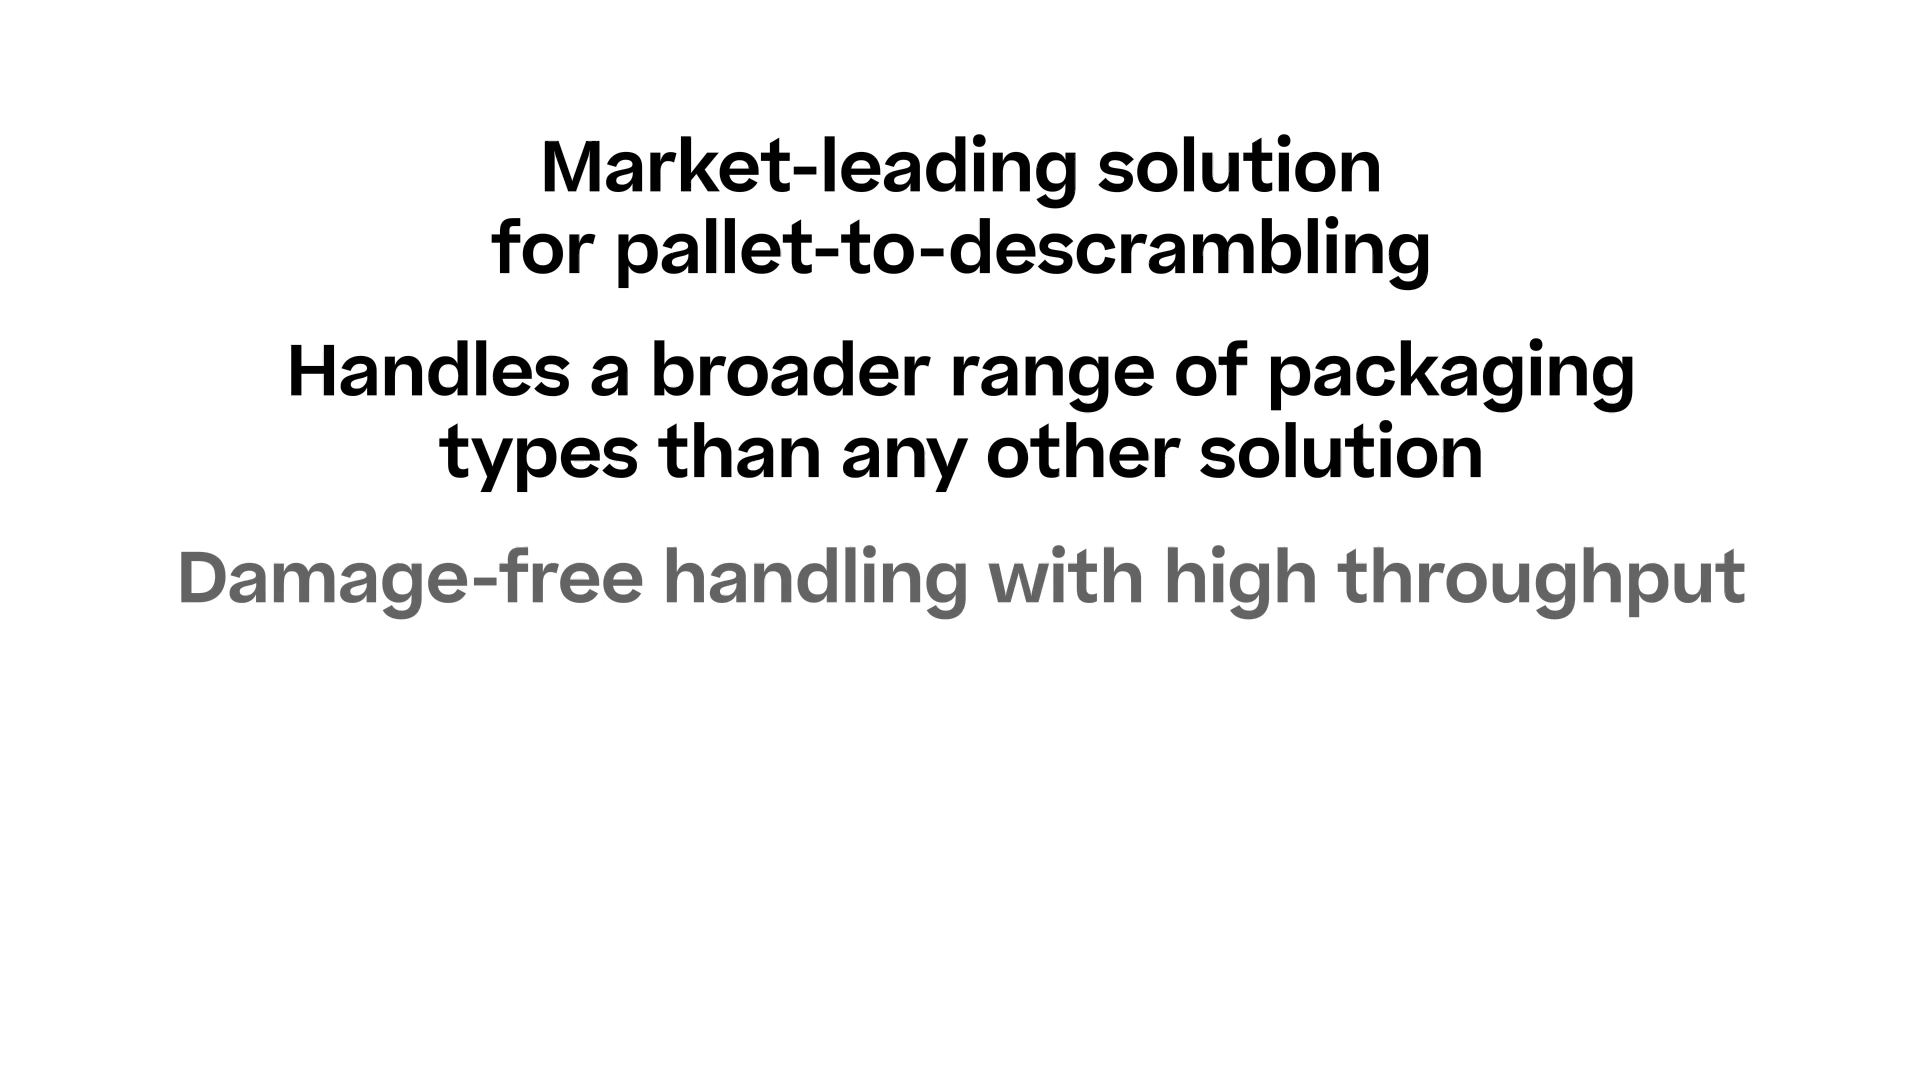 Market-leading solution
for pallet-to-descrambling
Handles a broader range of packaging
types than any other solution
Damage-free handling with high throughput